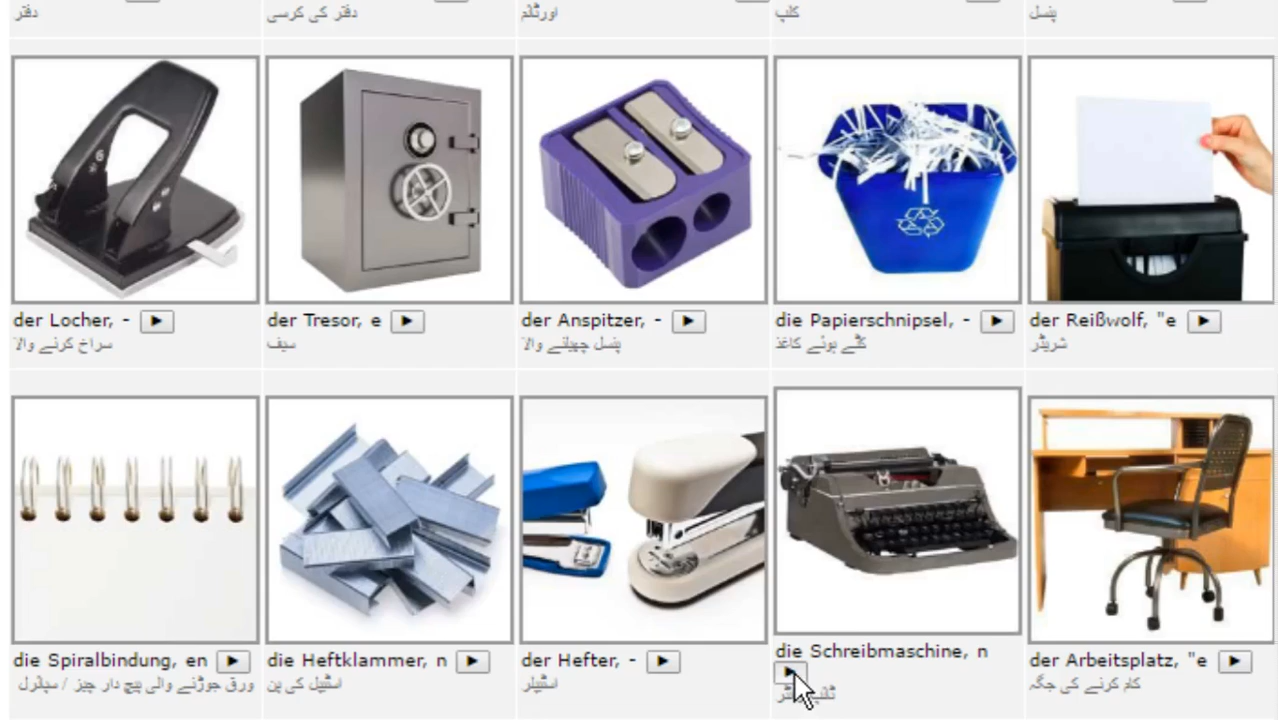 دفتر
دفتر کی کرسی
اورٹائم
کلپ
پنسل
der Locher, -
سراخ کرنے والا
der Tresor, e
سیف
der Anspitzer, -
پنسل چھیلنے والا
die Papierschnipsel, -
کٹے ہوئے کاغذ
der Reißwolf, "e
شریڈر
die Spiralbindung, en
ورق جوڑنے والی پیچ دار چیز / سپائرل
die Heftklammer, n
اسٹیپل کی پن
der Hefter, -
اسٹیپلر
die Schreibmaschine, n
der Arbeitsplatz, "e
کام کرنے کی جگہ